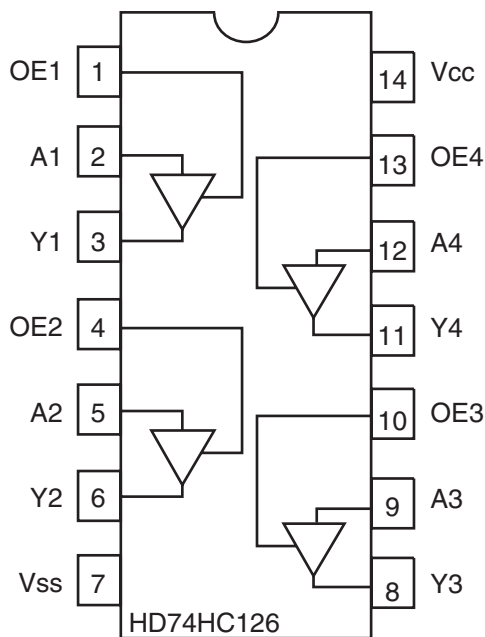 OE1 1
A1 2
Y1 3
OE2 4
A2 5
Y2 6
Vss 7
14 Vcc
13 OE4
12 A4
11 Y4
10 OE3
9 A3
8 Y3
HD74HC126